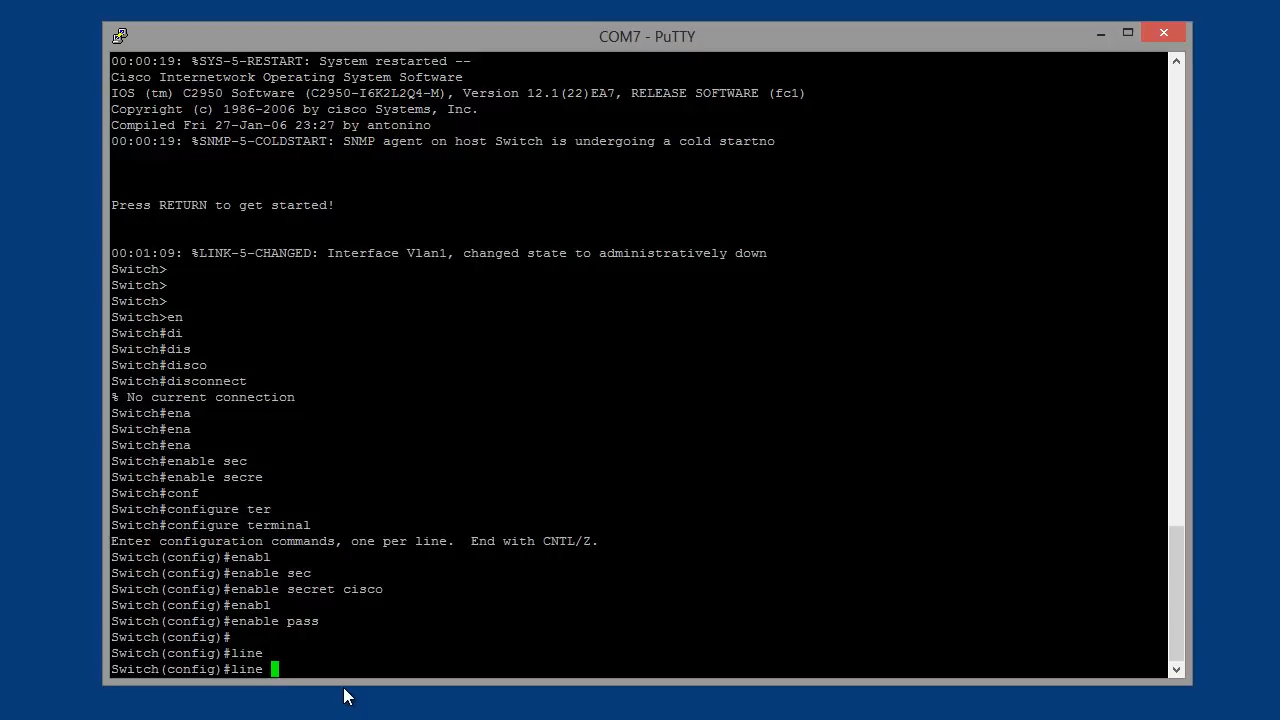 COM7 - PuTTY
00:00:19: %SYS-5-RESTART: System restarted --
Cisco Internetwork Operating System Software
IOS (tm) C2950 Software (C2950-I6K2L2Q4-M), Version 12.1(22)EA7, RELEASE SOFTWARE (fc1)
Copyright (c) 1986-2006 by cisco Systems, Inc.
Compiled Fri 27-Jan-06 23:27 by antonino
00:00:19: %SNMP-5-COLDSTART: SNMP agent on host Switch is undergoing a cold startno
Press RETURN to get started!
00:01:09: %LINK-5-CHANGED: Interface Vlan1, changed state to administratively down
Switch>
Switch>
Switch>
Switch>en
Switch#di
Switch#dis
Switch#disco
Switch#disconnect
% No current connection
Switch#ena
Switch#ena
Switch#ena
Switch#enable sec
Switch#enable secre
Switch#conf
Switch#configure ter
Switch#configure terminal
Enter configuration commands, one per line.  End with CNTL/Z.
Switch(config)#enabl
Switch(config)#enable sec
Switch(config)#enable secret cisco
Switch(config)#enabl
Switch(config)#enable pass
Switch(config)#
Switch(config)#line
Switch(config)#line